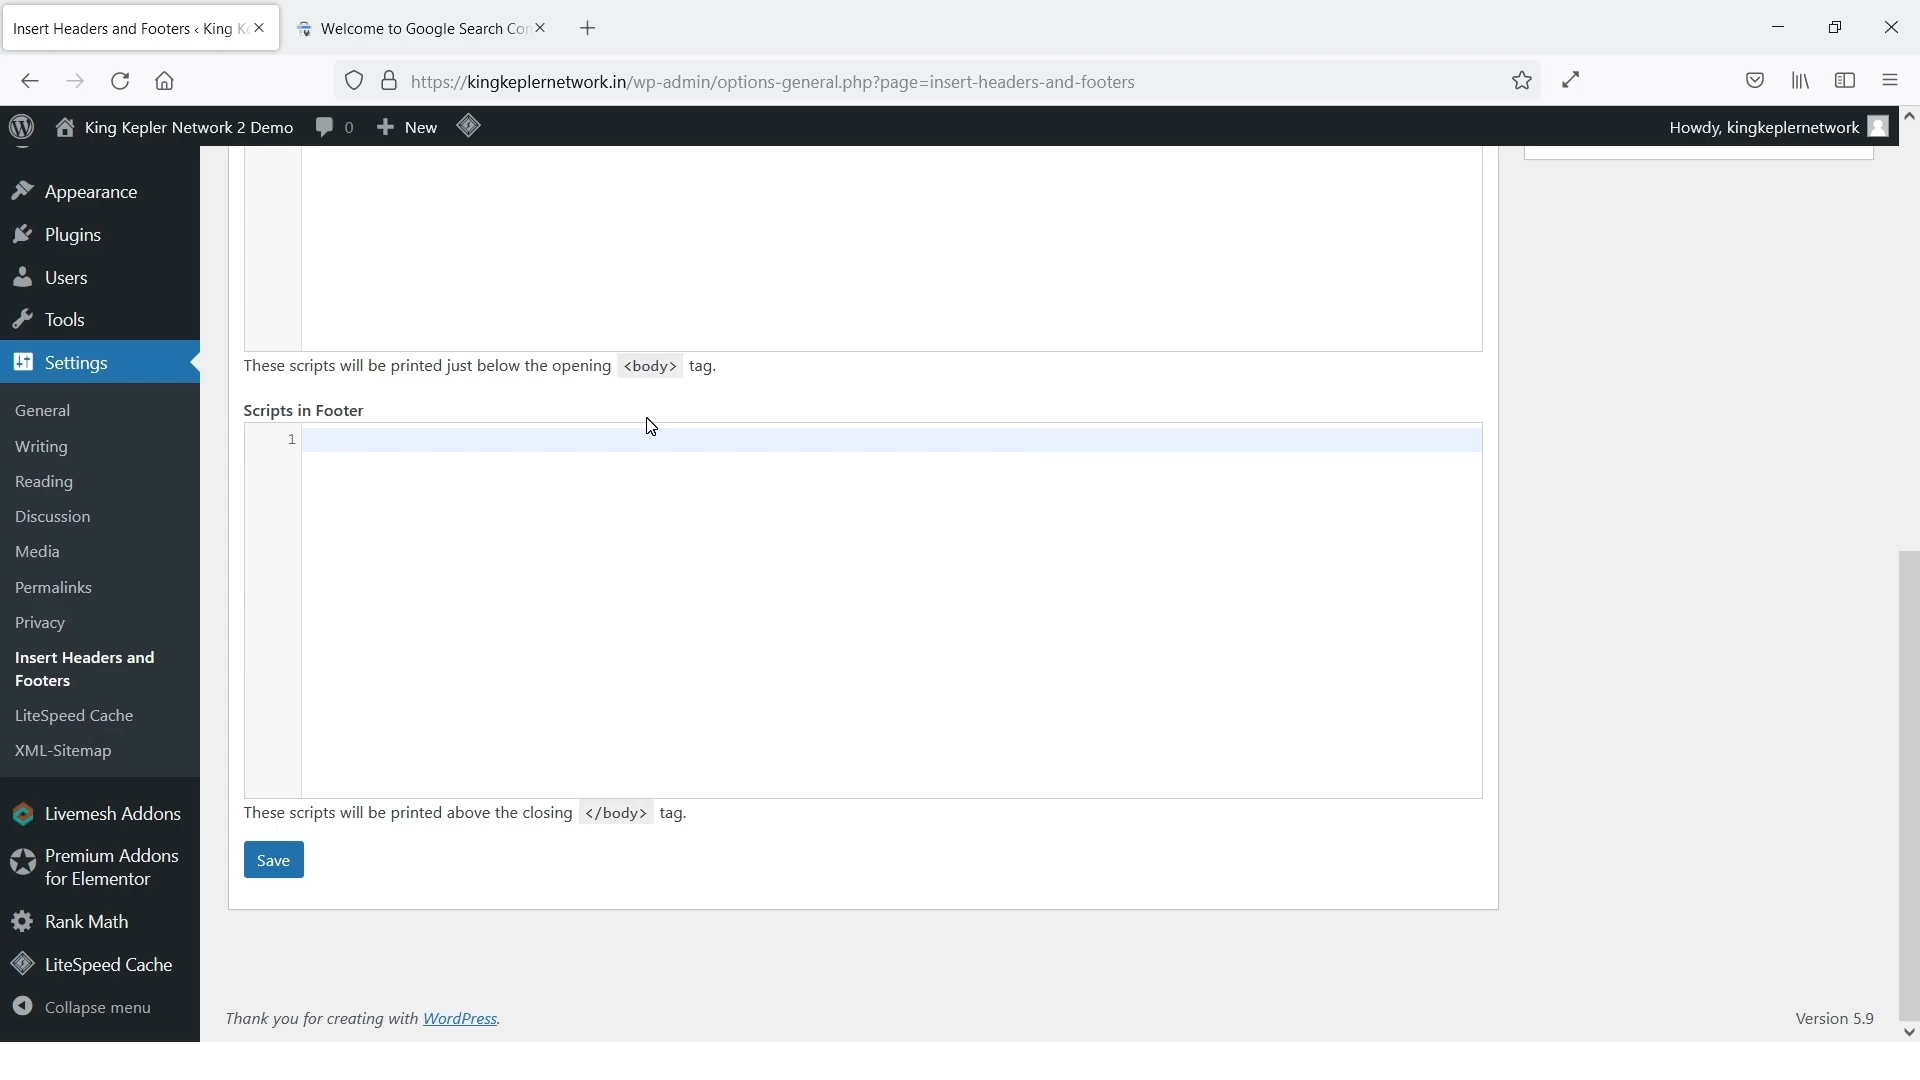 Insert Headers and Footers ‹ King Ke
Welcome to Google Search Con
https://kingkeplernetwork.in/wp-admin/options-general.php?page=insert-headers-and-footers
King Kepler Network 2 Demo
0
New
Howdy, kingkeplernetwork
Appearance
Plugins
Users
Tools
Settings
General
Writing
Reading
Discussion
Media
Permalinks
Privacy
Insert Headers and
Footers
LiteSpeed Cache
XML-Sitemap
Livemesh Addons
Premium Addons
for Elementor
Rank Math
LiteSpeed Cache
Collapse menu
These scripts will be printed just below the opening <body> tag.
Scripts in Footer
1
These scripts will be printed above the closing </body> tag.
Save
Thank you for creating with WordPress.
Version 5.9